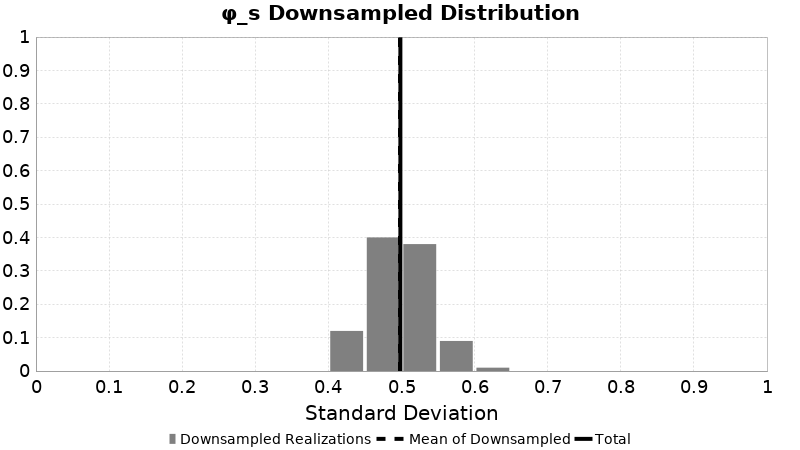 φ_s Downsampled Distribution
1
0.9
0.8
0.7
0.6
0.5
0.4
0.3
0.2
0.1
0
0 0.1 0.2 0.3 0.4 0.5 0.6 0.7 0.8 0.9 1
Standard Deviation
Downsampled Realizations Mean of Downsampled Total